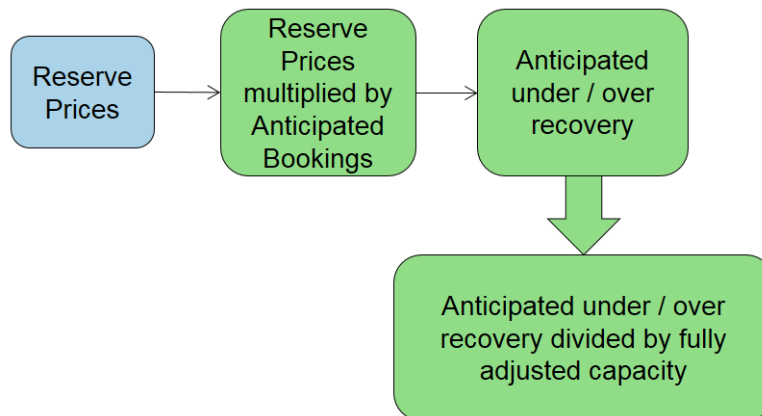 Reserve
Prices
Reserve
Prices
multiplied by
Anticipated
Bookings
Anticipated
under / over
recovery
Anticipated under / over
recovery divided by fully
adjusted capacity